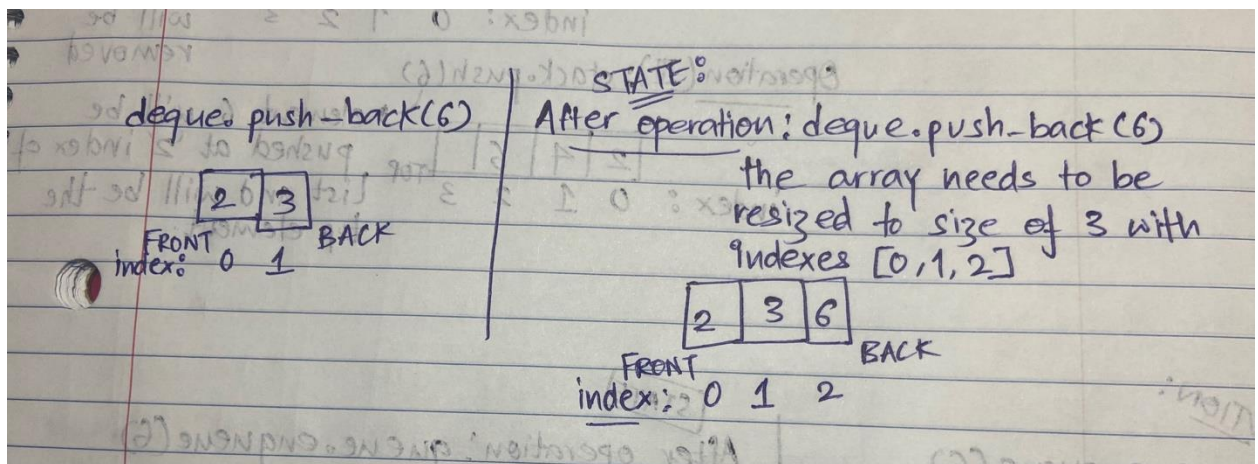 deque.push-back(6)
2 3
FRONT BACK
index: 0 1
STATE:
After operation: deque.push-back(6)
the array needs to be
resized to size of 3 with
indexes [0,1,2]
2 3 6
FRONT BACK
index: 0 1 2